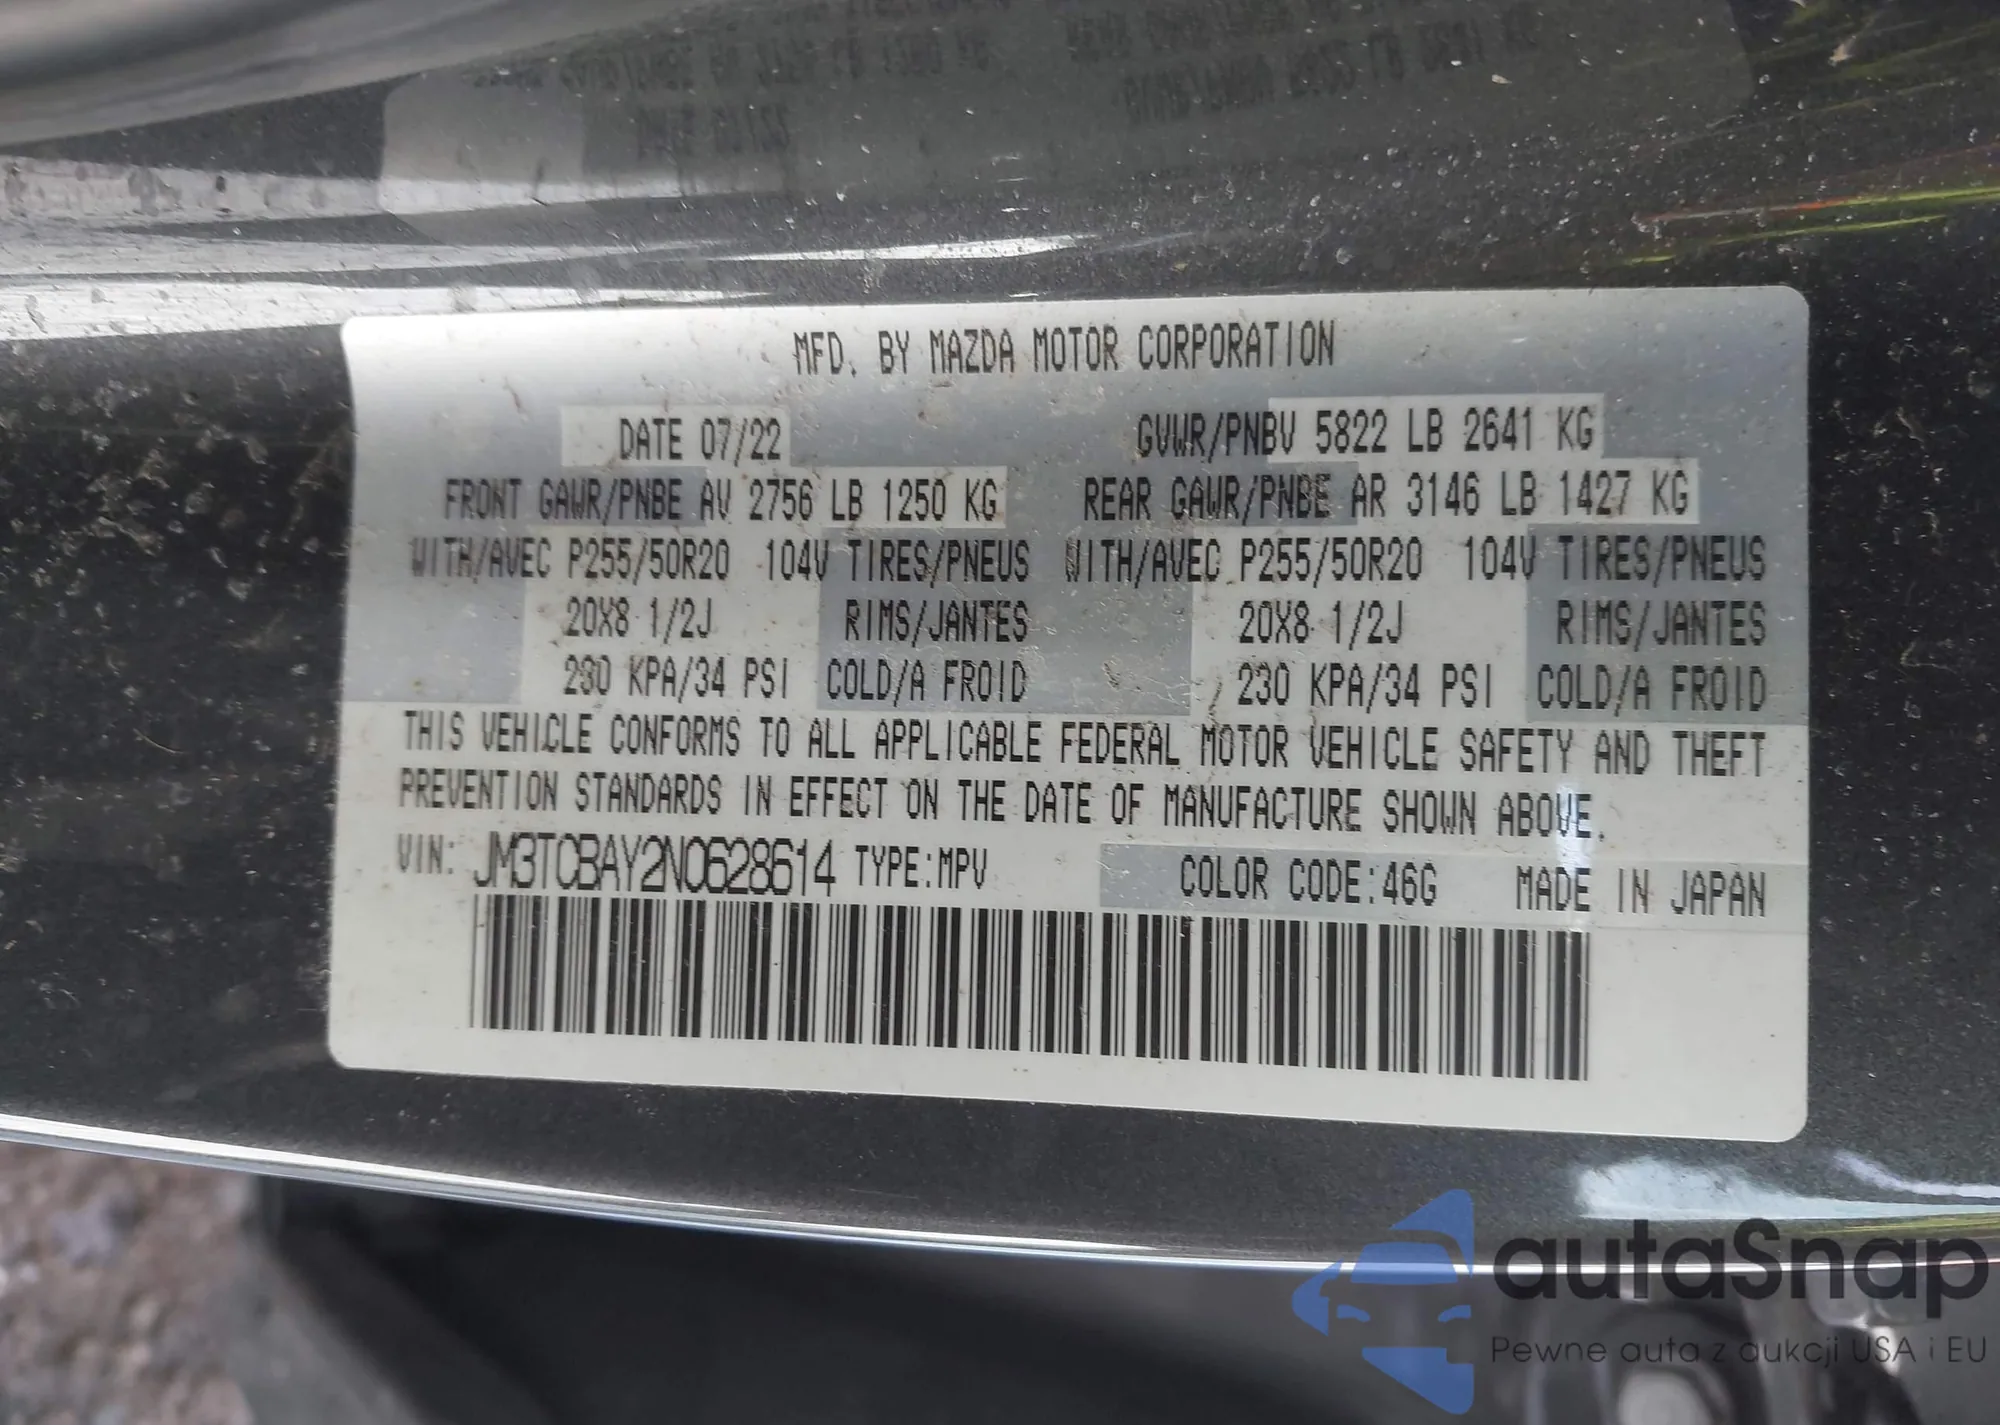 MFD. BY MAZDA MOTOR CORPORATION
DATE 07/22 GVWR/PNBV 5822 LB 2641 KG
FRONT GAWR/PNBE AV 2756 LB 1250 KG REAR GAWR/PNBE AR 3146 LB 1427 KG
WITH/AVEC P255/50R20 104V TIRES/PNEUS WITH/AVEC P255/50R20 104V TIRES/PNEUS
20X8 1/2J RIMS/JANTES 20X8 1/2J RIMS/JANTES
230 KPA/34 PSI COLD/A FROID 230 KPA/34 PSI COLD/A FROID
THIS VEHICLE CONFORMS TO ALL APPLICABLE FEDERAL MOTOR VEHICLE SAFETY AND THEFT
PREVENTION STANDARDS IN EFFECT ON THE DATE OF MANUFACTURE SHOWN ABOVE.
VIN: JM3TCBAY2N0628614 TYPE:MPV COLOR CODE:46G MADE IN JAPAN
autaSnap
Pewne auta z aukcji USA i EU